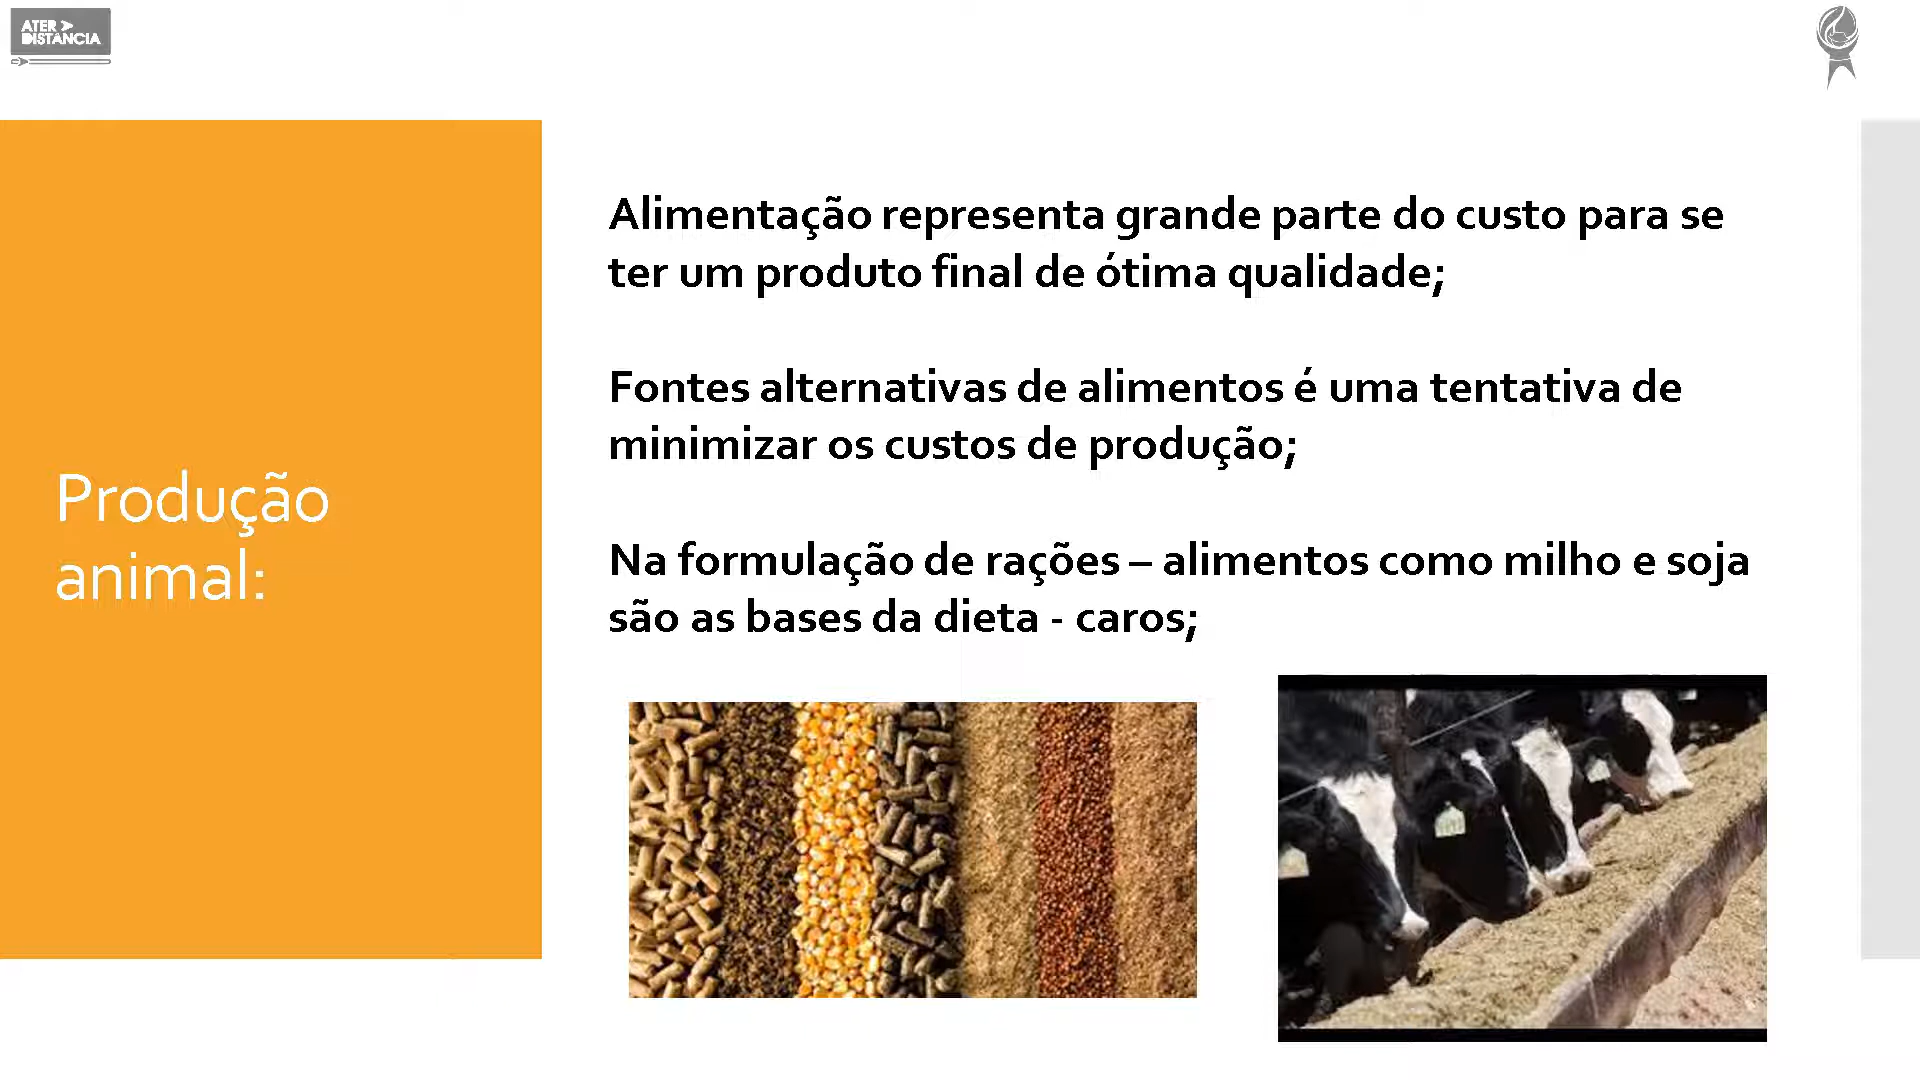 ATER >
DISTÂNCIA
Produção
animal:
Alimentação representa grande parte do custo para se
ter um produto final de ótima qualidade;
Fontes alternativas de alimentos é uma tentativa de
minimizar os custos de produção;
Na formulação de rações – alimentos como milho e soja
são as bases da dieta - caros;